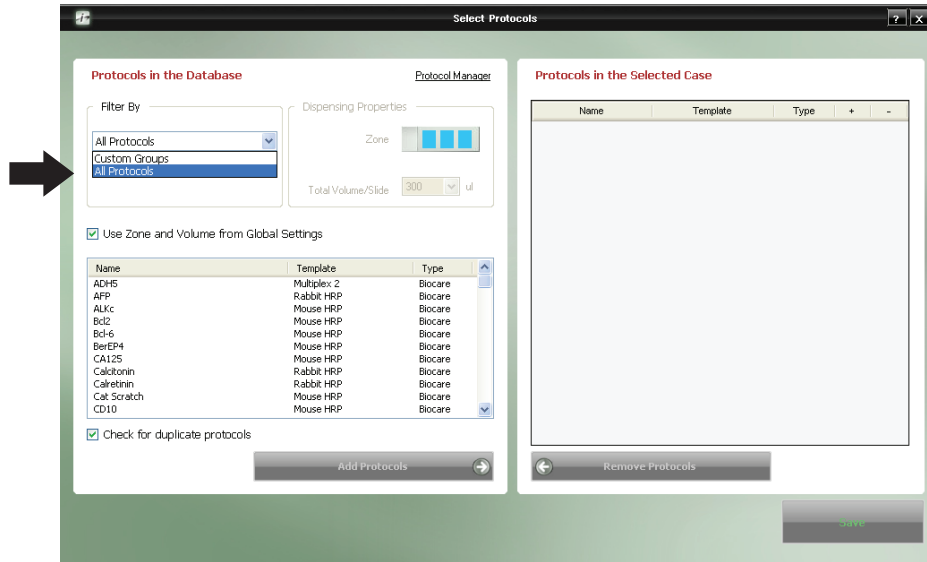 Select Protocols
? X
Protocols in the Database
Protocol Manager
Filter By
All Protocols
Custom Groups
All Protocols
Dispensing Properties
Zone
Total Volume/Slide 300 ul
Use Zone and Volume from Global Settings
Name Template Type
ADH5 Multiplex 2 Biocare
AFP Rabbit HRP Biocare
ALKc Mouse HRP Biocare
Bcl2 Mouse HRP Biocare
Bcl-6 Mouse HRP Biocare
BerEP4 Mouse HRP Biocare
CA125 Mouse HRP Biocare
Calcitonin Rabbit HRP Biocare
Calretinin Rabbit HRP Biocare
Cat Scratch Mouse HRP Biocare
CD10 Mouse HRP Biocare
Check for duplicate protocols
Add Protocols
Protocols in the Selected Case
Name Template Type + -
Remove Protocols
Save